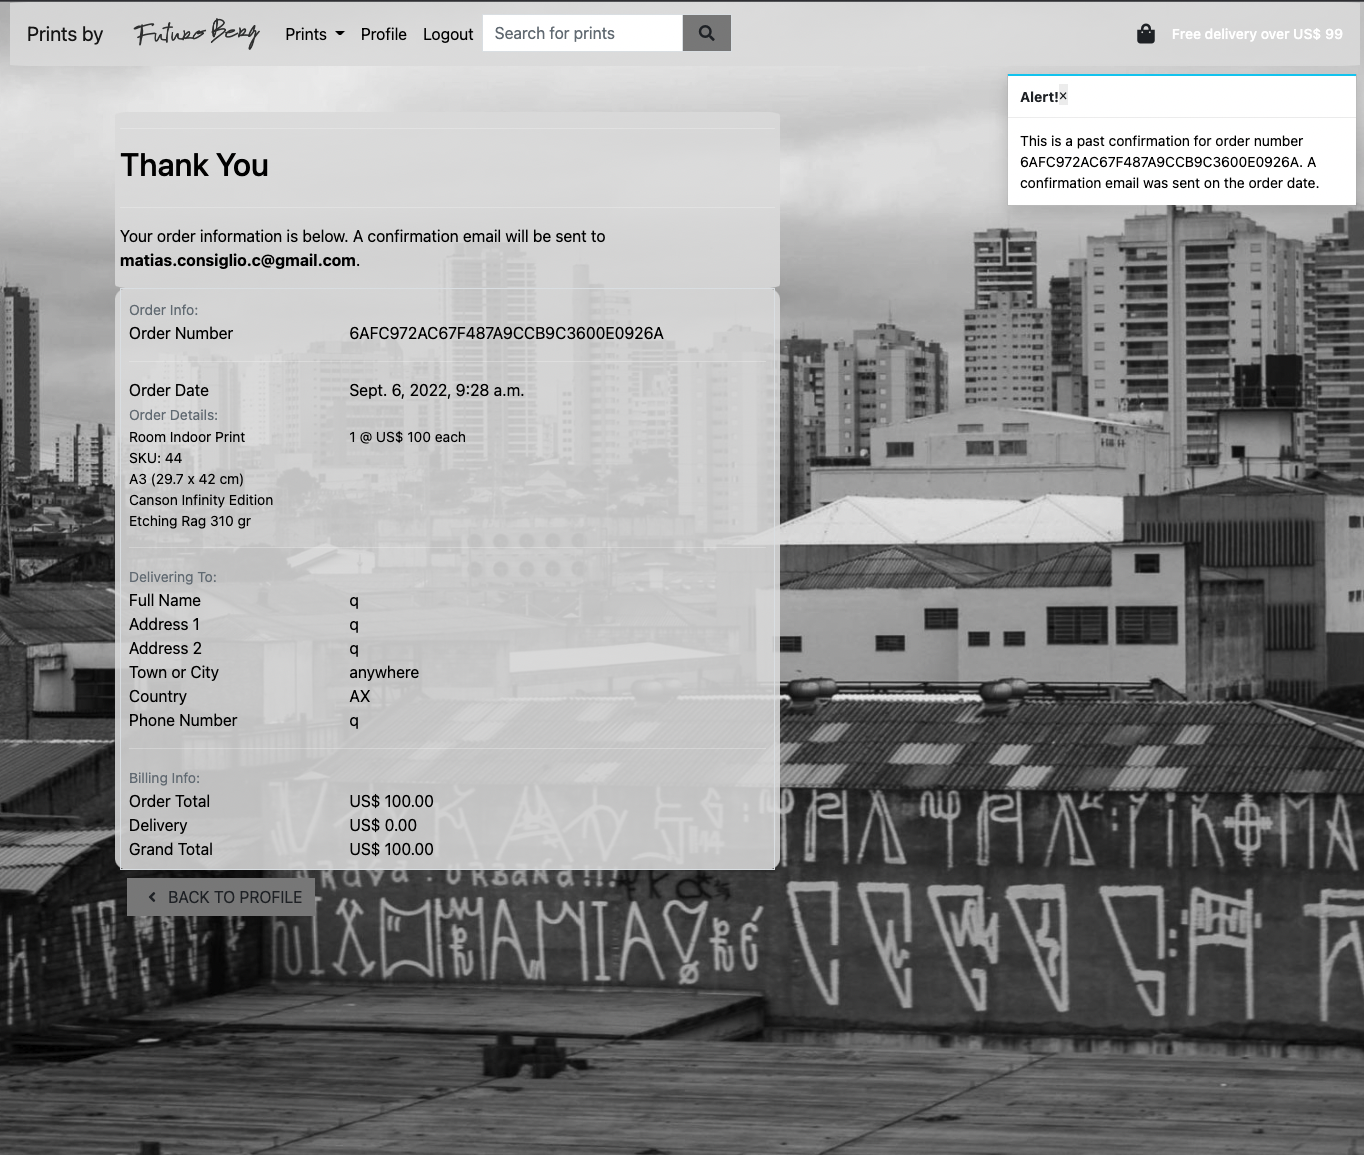 Prints by
Futuro Berg
Prints
Profile
Logout
Search for prints
Free delivery over US$ 99
Alert!×
This is a past confirmation for order number
6AFC972AC67F487A9CCB9C3600E0926A. A
confirmation email was sent on the order date.
Thank You
Your order information is below. A confirmation email will be sent to
matias.consiglio.c@gmail.com.
Order Info:
Order Number 6AFC972AC67F487A9CCB9C3600E0926A
Order Date Sept. 6, 2022, 9:28 a.m.
Order Details:
Room Indoor Print 1 @ US$ 100 each
SKU: 44
A3 (29.7 x 42 cm)
Canson Infinity Edition
Etching Rag 310 gr
Delivering To:
Full Name q
Address 1 q
Address 2 q
Town or City anywhere
Country AX
Phone Number q
Billing Info:
Order Total US$ 100.00
Delivery US$ 0.00
Grand Total US$ 100.00
BACK TO PROFILE